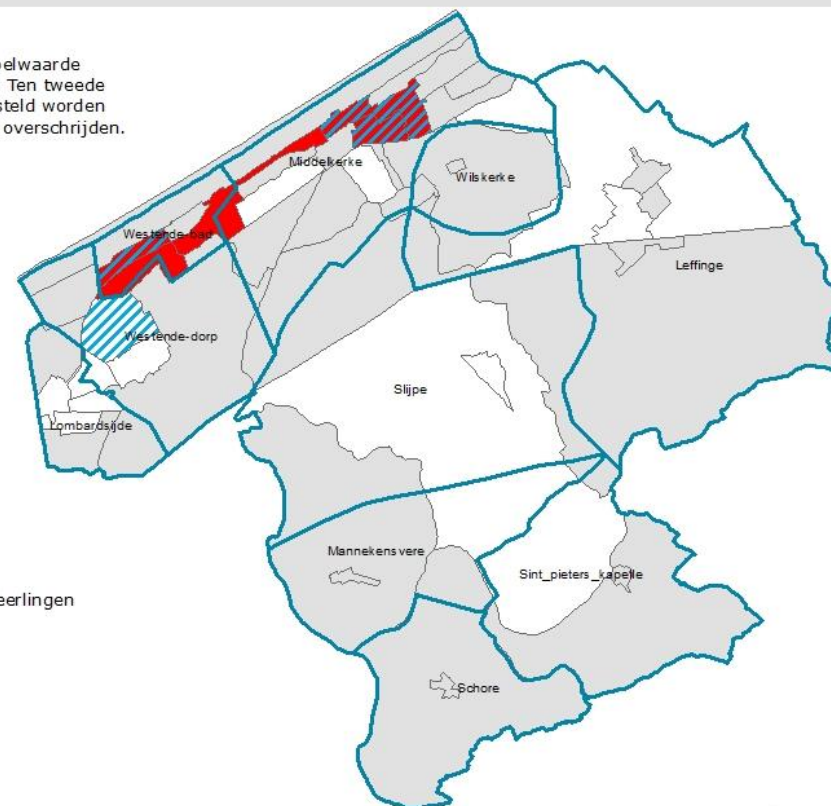 elwaarde
Ten tweede
steld worden
overschrijden.
Middelkerke
Wilskerke
Westende-bad
Leffinge
Westende-dorp
Slijpe
Lombardsijde
Mannekensvere
Sint_pieters_kapelle
eerlingen
Schore